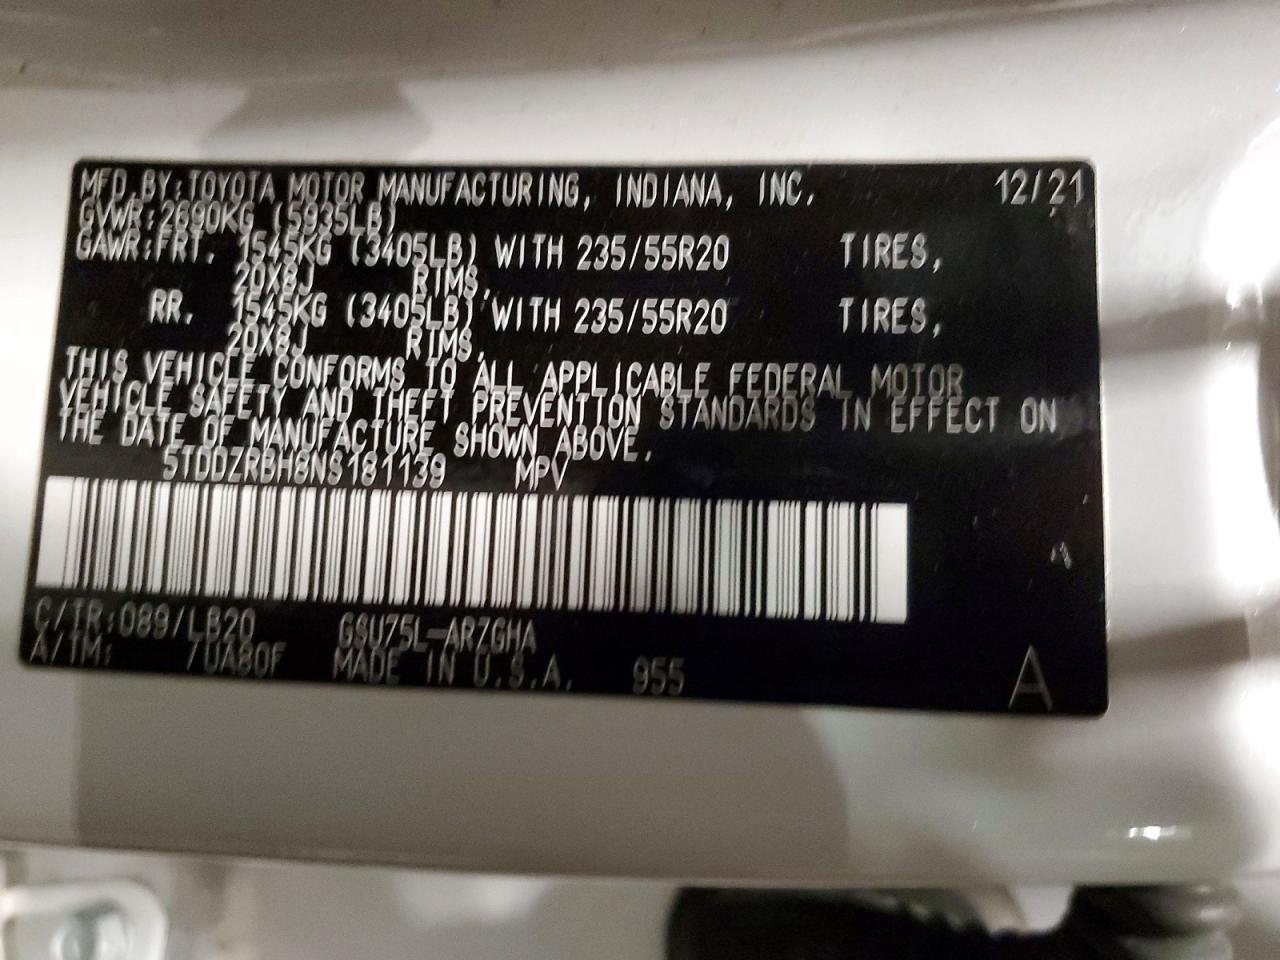 MFD.BY:TOYOTA MOTOR MANUFACTURING, INDIANA, INC. 12/21
GVWR:2690KG (5935LB)
GAWR:FRT. 1545KG (3405LB) WITH 235/55R20 TIRES,
20X8J RIMS,
RR. 1545KG (3405LB) WITH 235/55R20 TIRES,
20X8J RIMS,
THIS VEHICLE CONFORMS TO ALL APPLICABLE FEDERAL MOTOR
VEHICLE SAFETY AND THEFT PREVENTION STANDARDS IN EFFECT ON
THE DATE OF MANUFACTURE SHOWN ABOVE.
5TDDZRBH8NS181139 MPV
C/TR:089/LB20 GSU75L-ARZGHA
A/TM: /UA80F MADE IN U.S.A. 955
A